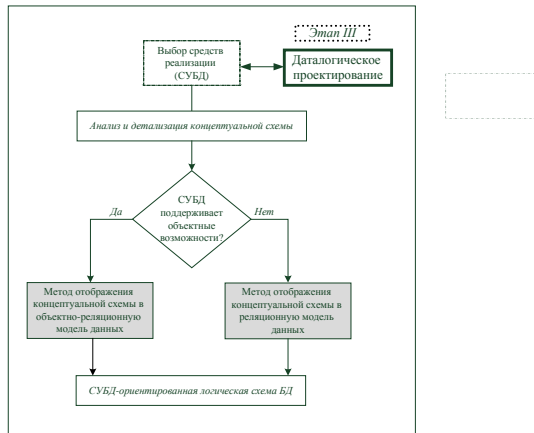 Этап III
Выбор средств
реализации
(СУБД)
Даталогическое
проектирование
Анализ и детализация концептуальной схемы
СУБД
поддерживает
объектные
возможности?
Да
Нет
Метод отображения
концептуальной схемы в
объектно-реляционную
модель данных
Метод отображения
концептуальной схемы в
реляционную модель
данных
СУБД-ориентированная логическая схема БД